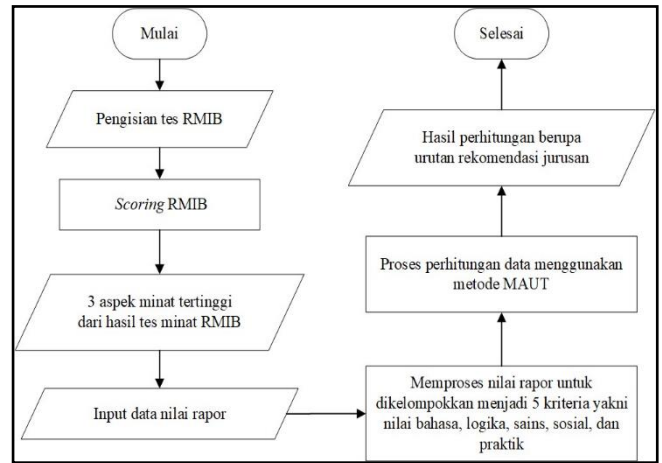 Mulai
Pengisian tes RMIB
Scoring RMIB
3 aspek minat tertinggi
dari hasil tes minat RMIB
Input data nilai rapor
Memproses nilai rapor untuk
dikelompokkan menjadi 5 kriteria yakni
nilai bahasa, logika, sains, sosial, dan
praktik
Proses perhitungan data menggunakan
metode MAUT
Hasil perhitungan berupa
urutan rekomendasi jurusan
Selesai